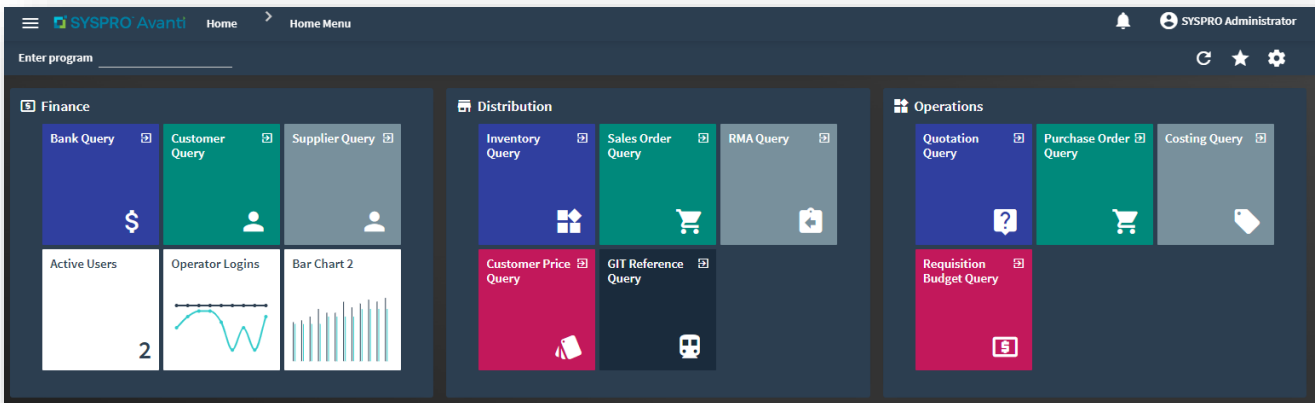 SYSPRO Avanti Home Home Menu SYSPRO Administrator
Enter program
Finance
Bank Query
Customer
Query
Supplier Query
Active Users
2
Operator Logins
Bar Chart 2
Distribution
Inventory
Query
Sales Order
Query
RMA Query
Customer Price
Query
GIT Reference
Query
Operations
Quotation
Query
Purchase Order
Query
Costing Query
Requisition
Budget Query